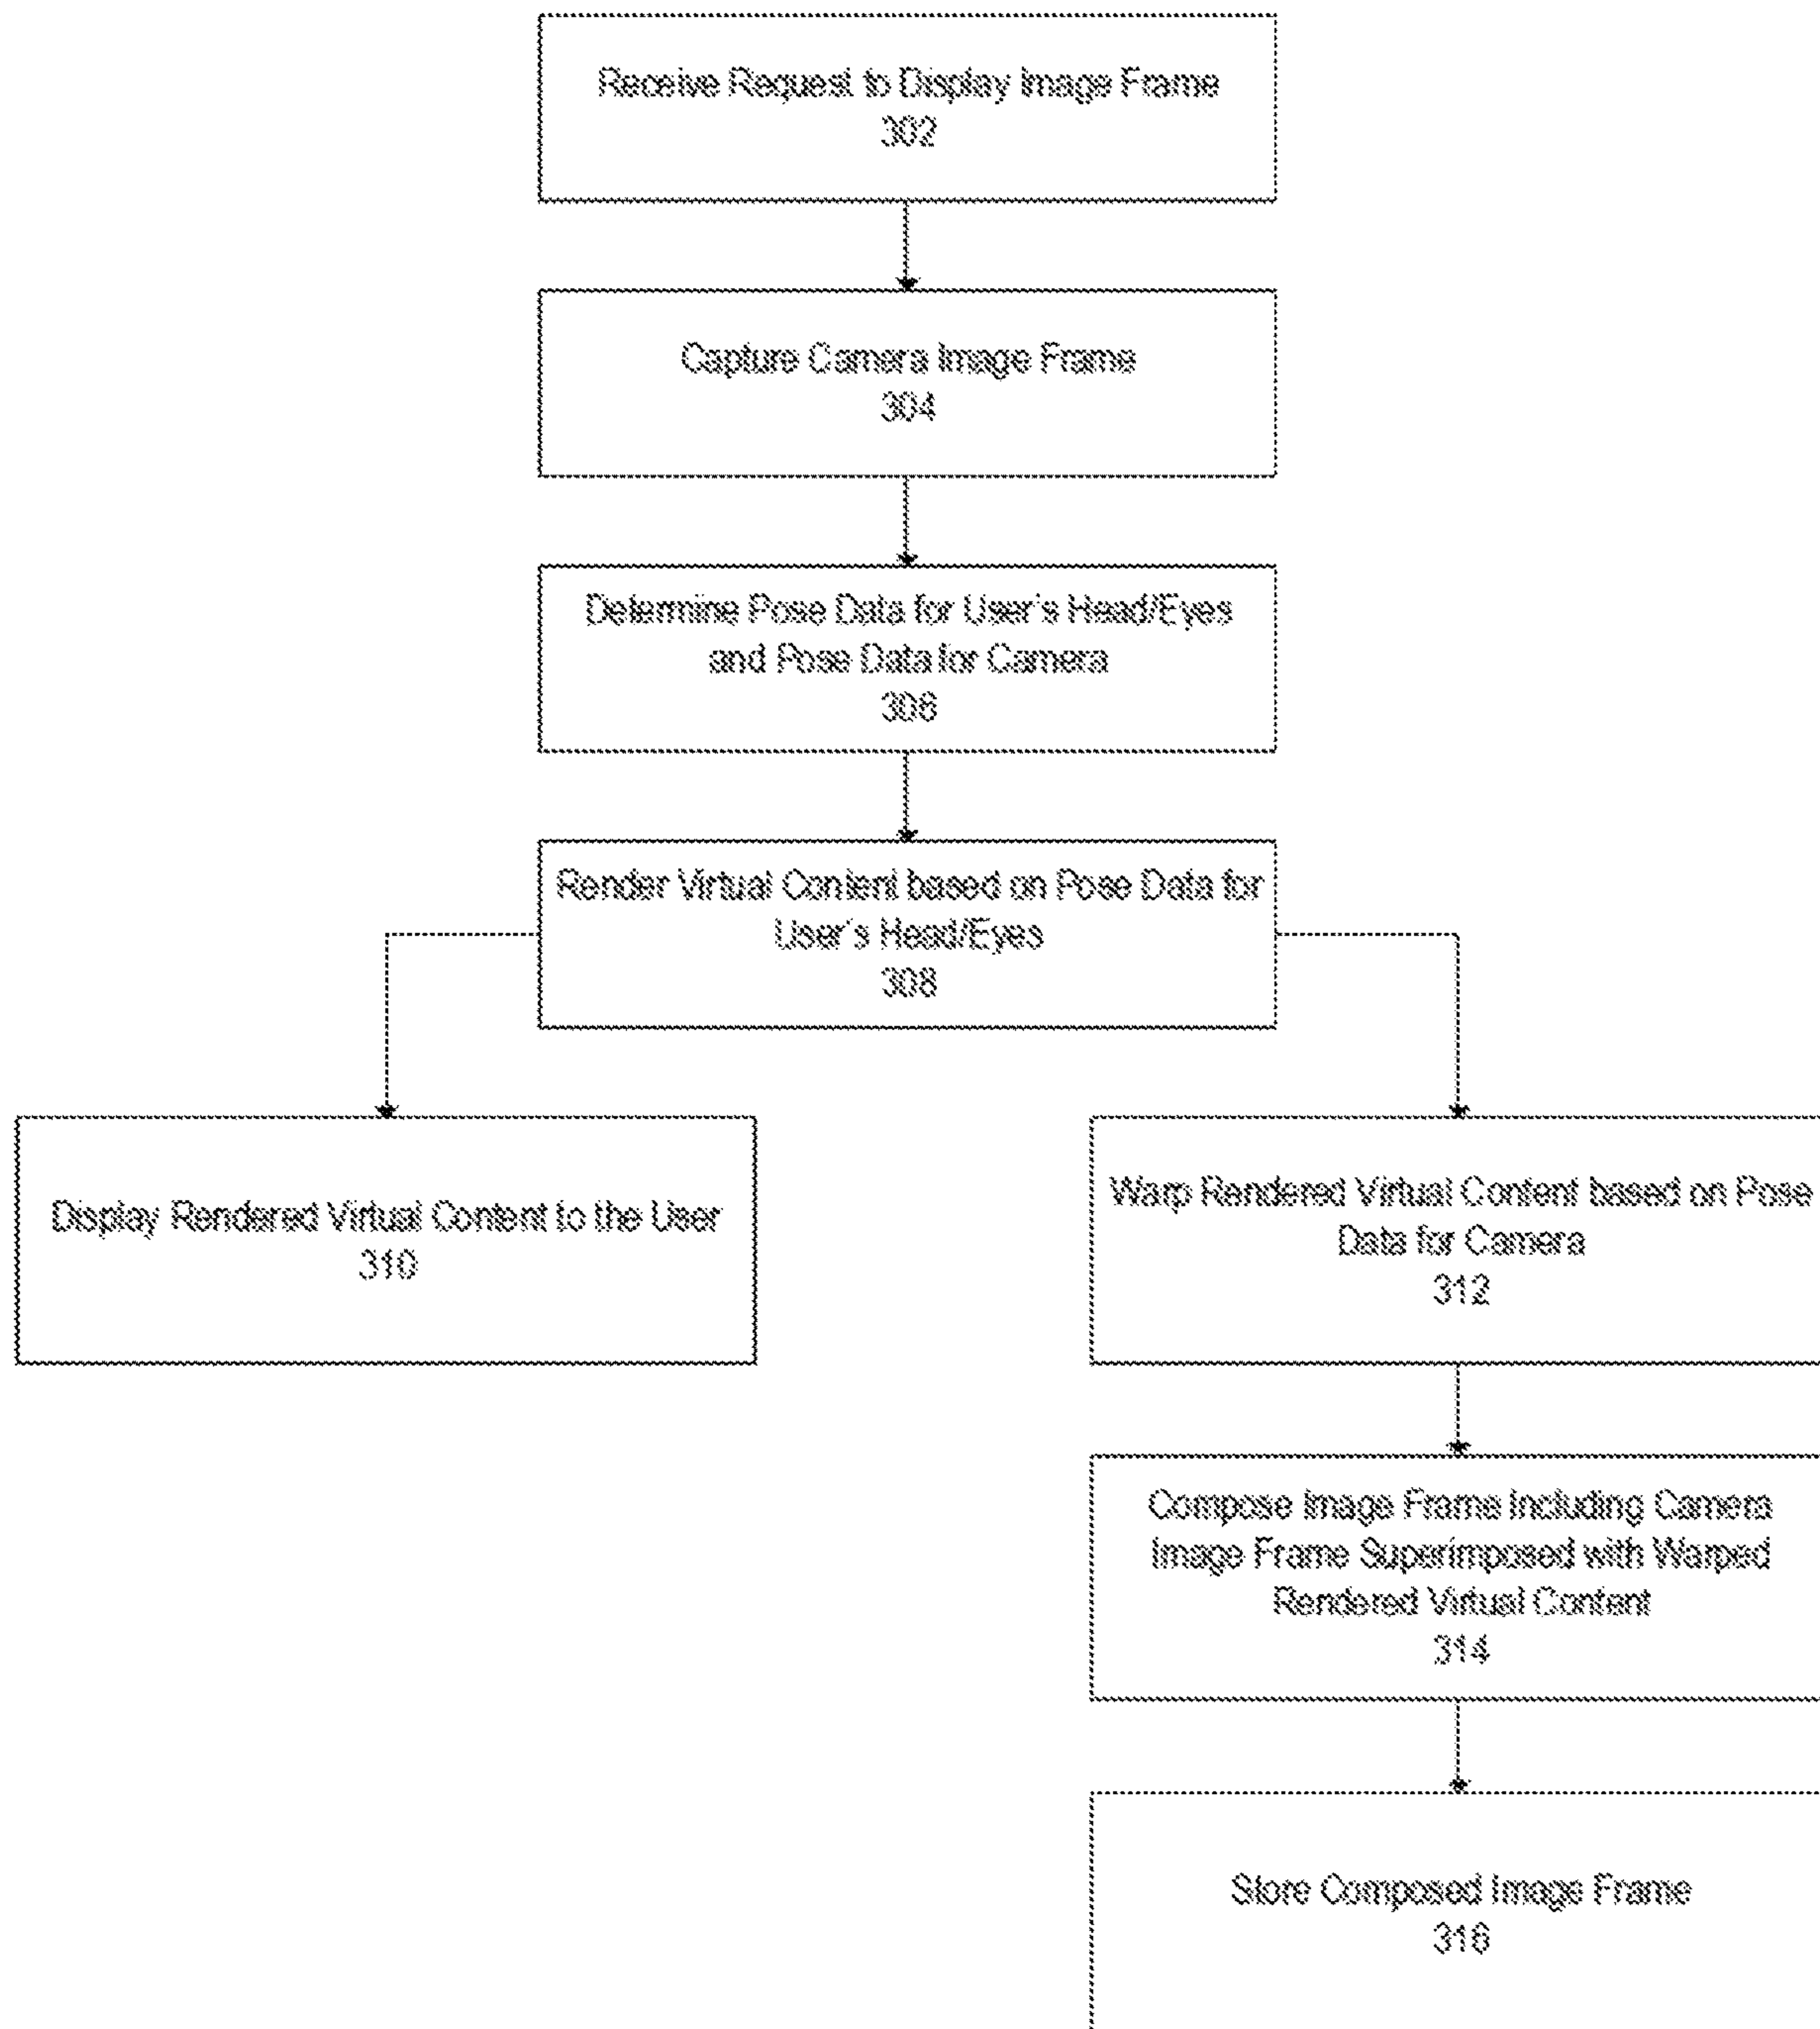 Receive Request to Display Image Frame
302
Capture Camera Image Frame
304
Determine Pose Data for User's Head/Eyes
and Pose Data for Camera
306
Render Virtual Content based on Pose Data for
User's Head/Eyes
308
Display Rendered Virtual Content to the User
310
Warp Rendered Virtual Content based on Pose
Data for Camera
312
Compose Image Frame Including Camera
Image Frame Superimposed with Warped
Rendered Virtual Content
314
Store Composed Image Frame
316